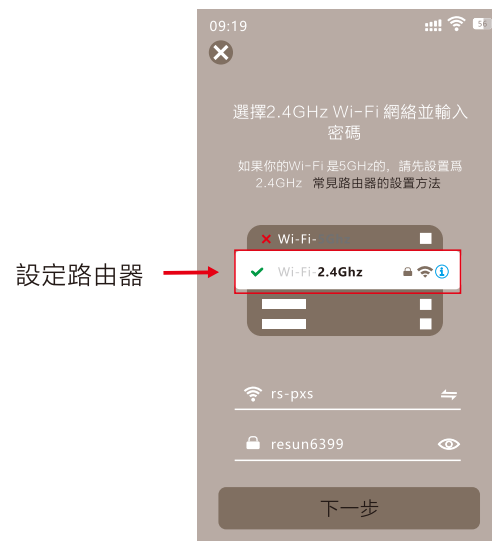 09:19
56
選擇2.4GHz Wi-Fi 網絡並輸入
密碼
如果你的Wi-Fi 是5GHz的，請先設置爲
2.4GHz 常見路由器的設置方法
Wi-Fi-
Wi-Fi-2.4Ghz
設定路由器
rs-pxs
resun6399
下一步